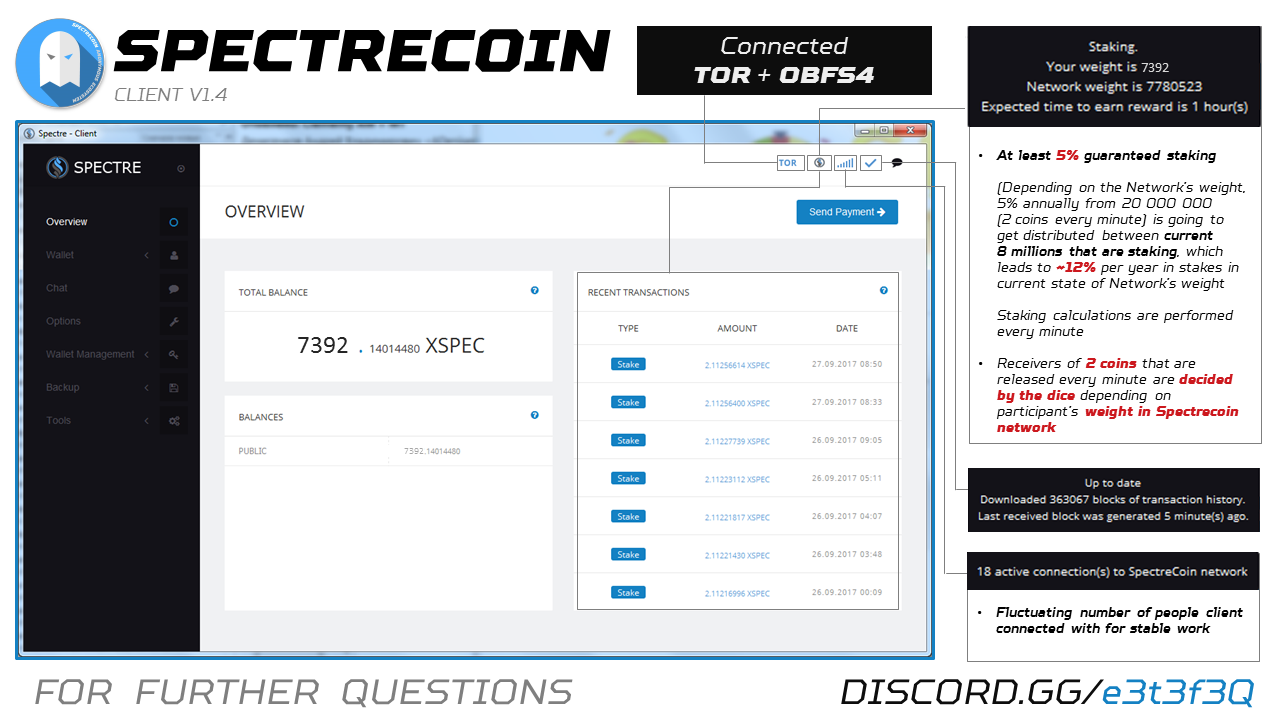 SPECTRECOIN
CLIENT V1.4
Connected
TOR + OBFS4
Staking.
Your weight is 7392
Network weight is 7780523
Expected time to earn reward is 1 hour(s)
Spectre - Client
SPECTRE
TOR
OVERVIEW
Send Payment
Overview
Wallet
Chat
Options
Wallet Management
Backup
Tools
TOTAL BALANCE
7392 . 14014480 XSPEC
BALANCES
PUBLIC 7392.14014480
RECENT TRANSACTIONS
TYPE AMOUNT DATE
Stake 2.11256614 XSPEC 27.09.2017 08:50
Stake 2.11256400 XSPEC 27.09.2017 08:33
Stake 2.11227739 XSPEC 26.09.2017 09:05
Stake 2.11223112 XSPEC 26.09.2017 05:11
Stake 2.11221817 XSPEC 26.09.2017 04:07
Stake 2.11221430 XSPEC 26.09.2017 03:48
Stake 2.11216996 XSPEC 26.09.2017 00:09
• At least 5% guaranteed staking
(Depending on the Network's weight,
5% annually from 20 000 000
(2 coins every minute) is going to
get distributed between current
8 millions that are staking, which
leads to ~12% per year in stakes in
current state of Network's weight
Staking calculations are performed
every minute
• Receivers of 2 coins that are
released every minute are decided
by the dice depending on
participant's weight in Spectrecoin
network
Up to date
Downloaded 363067 blocks of transaction history.
Last received block was generated 5 minute(s) ago.
18 active connection(s) to SpectreCoin network
• Fluctuating number of people client
connected with for stable work
FOR FURTHER QUESTIONS
DISCORD.GG/e3t3f3Q